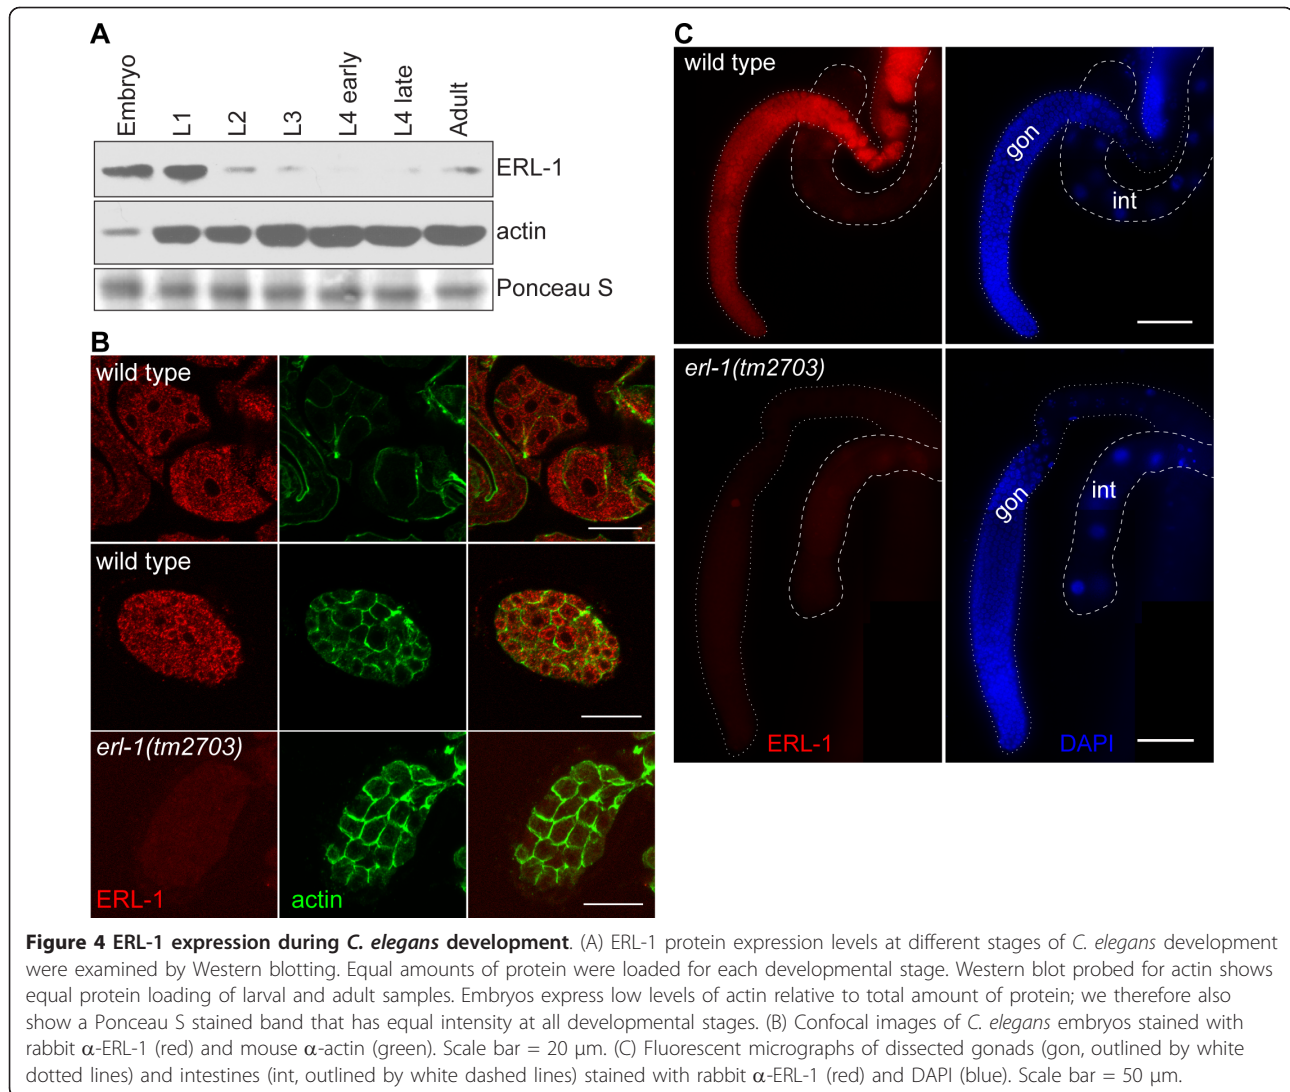 A
Embryo
L1
L2
L3
L4 early
L4 late
Adult
ERL-1
actin
Ponceau S
B
wild type
wild type
erl-1(tm2703)
ERL-1
actin
C
wild type
gon
int
erl-1(tm2703)
gon
int
ERL-1
DAPI
Figure 4 ERL-1 expression during C. elegans development. (A) ERL-1 protein expression levels at different stages of C. elegans development
were examined by Western blotting. Equal amounts of protein were loaded for each developmental stage. Western blot probed for actin shows
equal protein loading of larval and adult samples. Embryos express low levels of actin relative to total amount of protein; we therefore also
show a Ponceau S stained band that has equal intensity at all developmental stages. (B) Confocal images of C. elegans embryos stained with
rabbit α-ERL-1 (red) and mouse α-actin (green). Scale bar = 20 μm. (C) Fluorescent micrographs of dissected gonads (gon, outlined by white
dotted lines) and intestines (int, outlined by white dashed lines) stained with rabbit α-ERL-1 (red) and DAPI (blue). Scale bar = 50 μm.